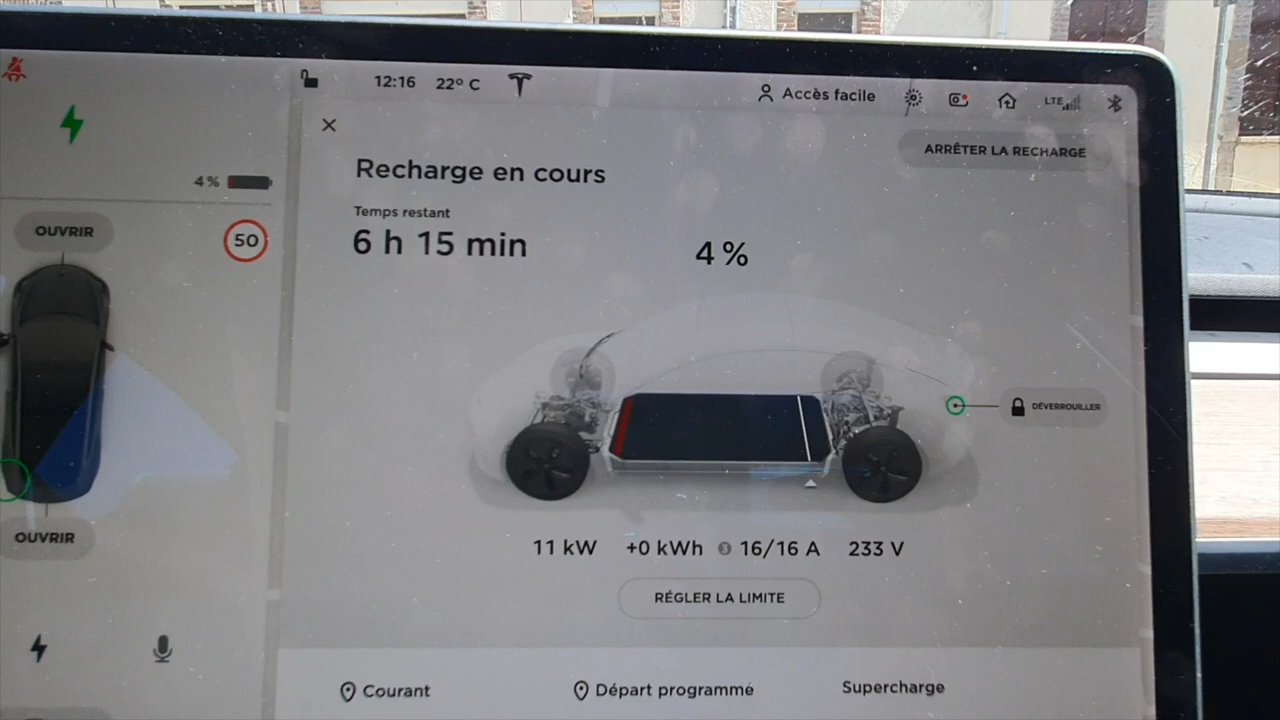 12:16 22° C Accès facile LTE
ARRÊTER LA RECHARGE
Recharge en cours
4 %
Temps restant
OUVRIR
50
6 h 15 min
4 %
DÉVERROUILLER
OUVRIR
11 kW +0 kWh 3 16/16 A 233 V
RÉGLER LA LIMITE
Courant Départ programmé Supercharge